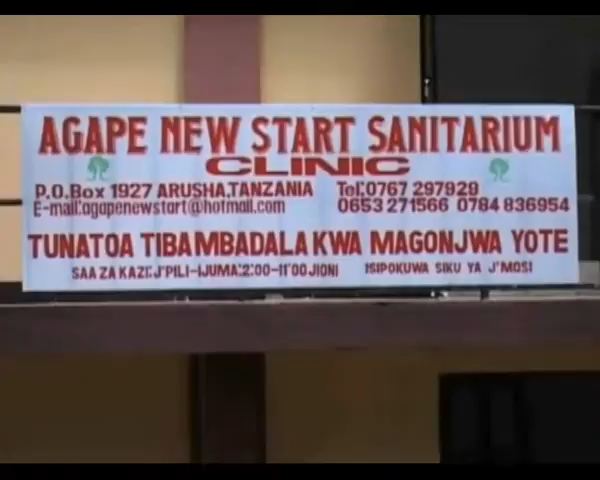 AGAPE NEW START SANITARIUM
CLINIC
P.O.Box 1927 ARUSHA,TANZANIA Tel:0767 297929
E-mail:agapenewstart@hotmail.com 0653 271566 0784 836954
TUNATOA TIBA MBADALA KWA MAGONJWA YOTE
SAA ZA KAZI: J'PILI-IJUMA:2:00-11:00 JIONI ISIPOKUWA SIKU YA J'MOSI